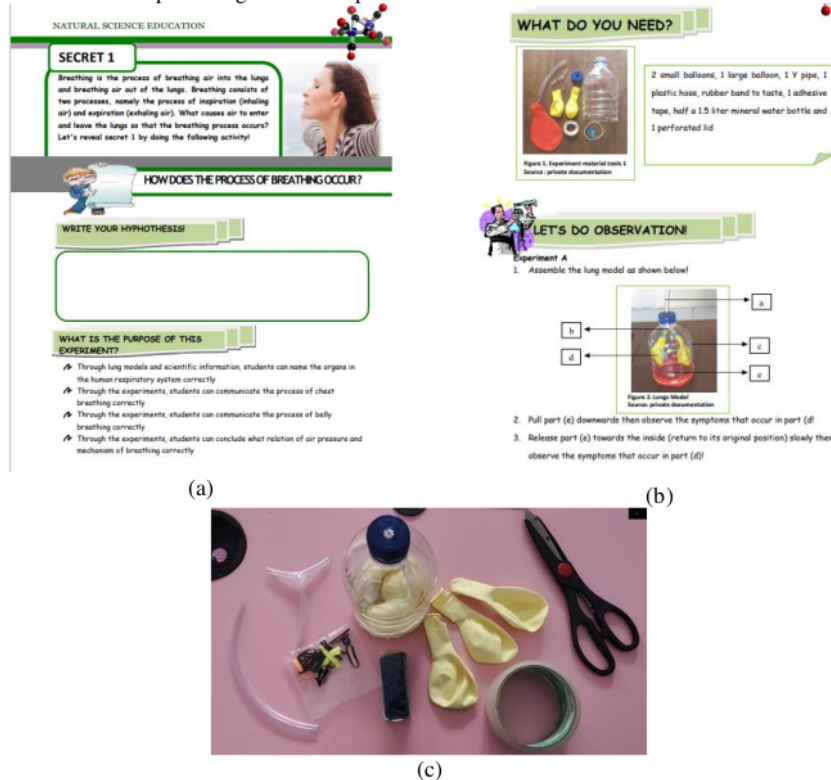 NATURAL SCIENCE EDUCATION
SECRET 1
Breathing is the process of breathing air into the lungs
and breathing air out of the lungs. Breathing consists of
two processes, namely the process of inspiration (inhaling
air) and expiration (exhaling air). What causes air to enter
and leave the lungs so that the breathing process occurs?
Let's reveal secret 1 by doing the following activity!
HOW DOES THE PROCESS OF BREATHING OCCUR?
WRITE YOUR HYPHOTHESIS!
WHAT IS THE PURPOSE OF THIS
EXPERIMENT?
Through lung models and scientific information, students can name the organs in
the human respiratory system correctly
Through the experiments, students can communicate the process of chest
breathing correctly
Through the experiments, students can communicate the process of belly
breathing correctly
Through the experiments, students can conclude what relation of air pressure and
mechanism of breathing correctly
(a)
WHAT DO YOU NEED?
2 small balloons, 1 large balloon, 1 Y pipe, 1
plastic hose, rubber band to taste, 1 adhesive
tape, half a 1,5 liter mineral water bottle and
1 perforated lid
Figure 1. Experiment material tools 1
Source : private documentation
LET'S DO OBSERVATION!
Experiment A
1. Assemble the lung model as shown below!
a
b
c
d
e
Figure 2. Lungs Model
Source: private documentation
2. Pull part (e) downwards then observe the symptoms that occur in part (d!
3. Release part (e) towards the inside (return to its original position) slowly then
observe the symptoms that occur in part (d)!
(b)
(c)